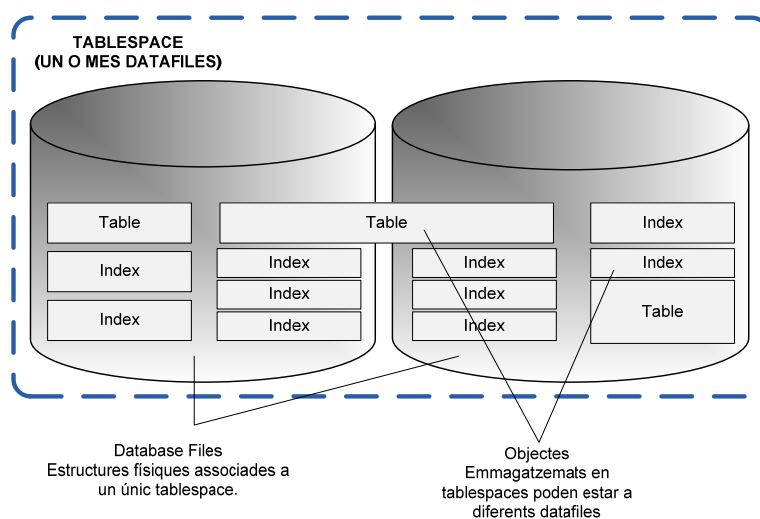 TABLESPACE
(UN O MES DATAFILES)
Table
Index
Index
Table
Index
Index
Index
Index
Index
Index
Index
Index
Table
Database Files
Estructures físiques associades a
un únic tablespace.
Objectes
Emmagatzemats en
tablespaces poden estar a
diferents datafiles